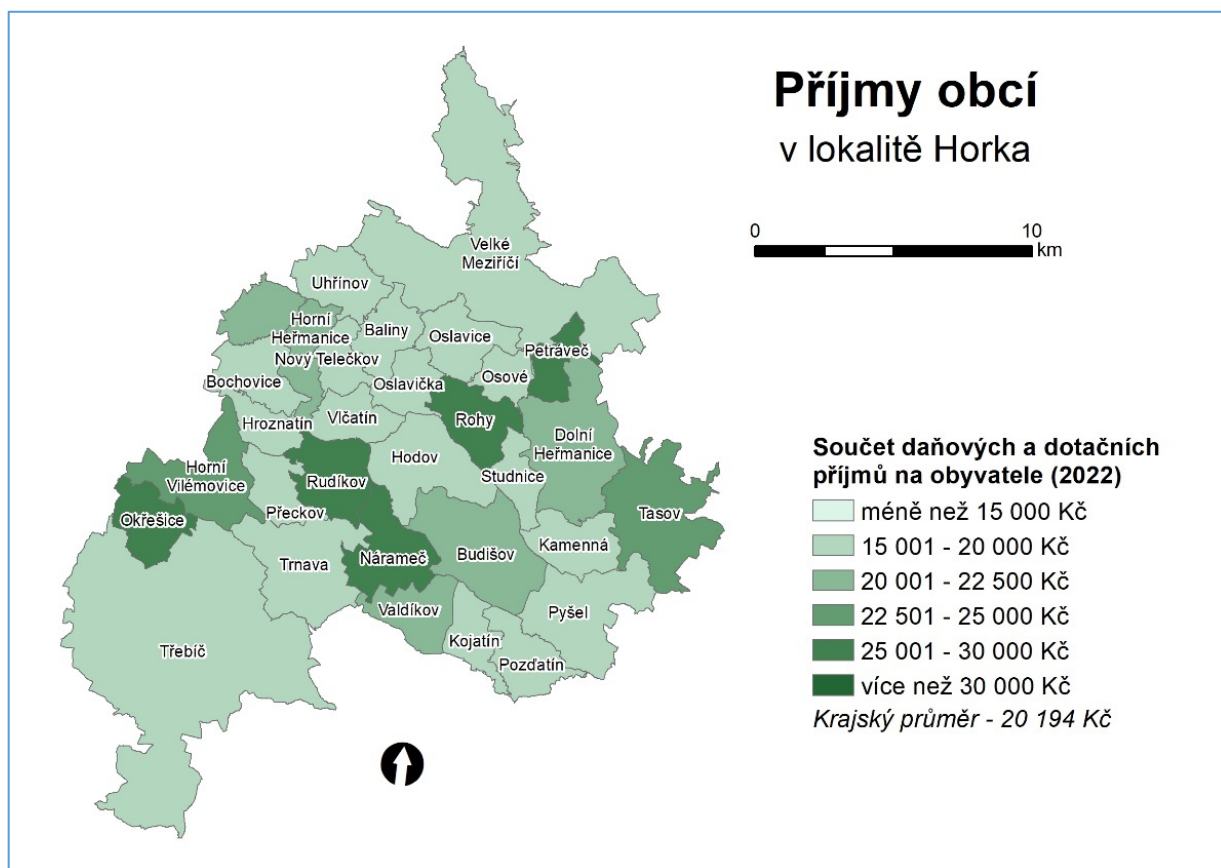 Příjmy obcí
v lokalitě Horka
0 10
km
Velké
Meziříčí
Uhřínov
Horní
Heřmanice
Baliny
Oslavice
Petráveč
Nový Telečkov
Bochovice
Oslavička
Osové
Hroznatín
Vlčatín
Rohy
Dolní
Heřmanice
Hodov
Studnice
Horní
Vilémovice
Rudíkov
Přeckov
Okřešice
Tasov
Trnava
Nárameč
Budišov
Kamenná
Valdíkov
Pyšel
Kojatín
Pozďatín
Třebíč
Součet daňových a dotačních
příjmů na obyvatele (2022)
méně než 15 000 Kč
15 001 - 20 000 Kč
20 001 - 22 500 Kč
22 501 - 25 000 Kč
25 001 - 30 000 Kč
více než 30 000 Kč
Krajský průměr - 20 194 Kč